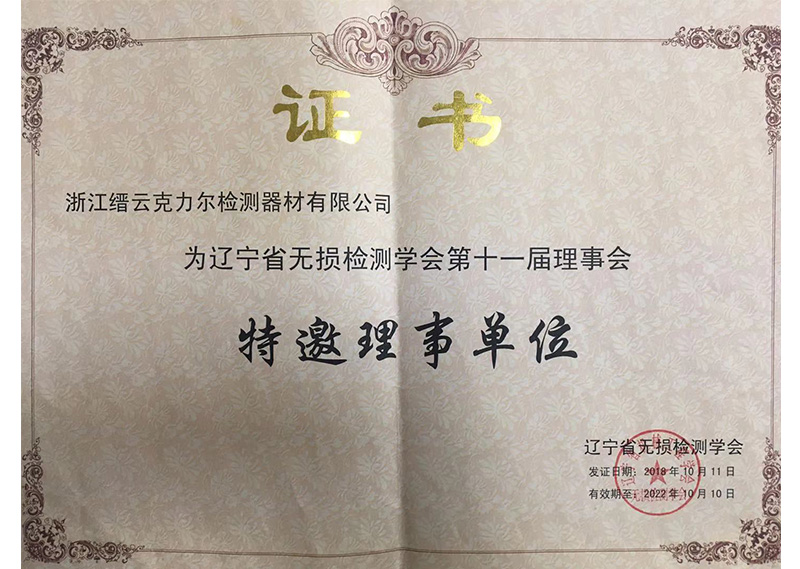 证书
浙江缙云克力尔检测器材有限公司
为辽宁省无损检测学会第十一届理事会
特邀理事单位
辽宁省无损检测学会
发证日期：2018年10月11日
有效期至：2022年10月10日